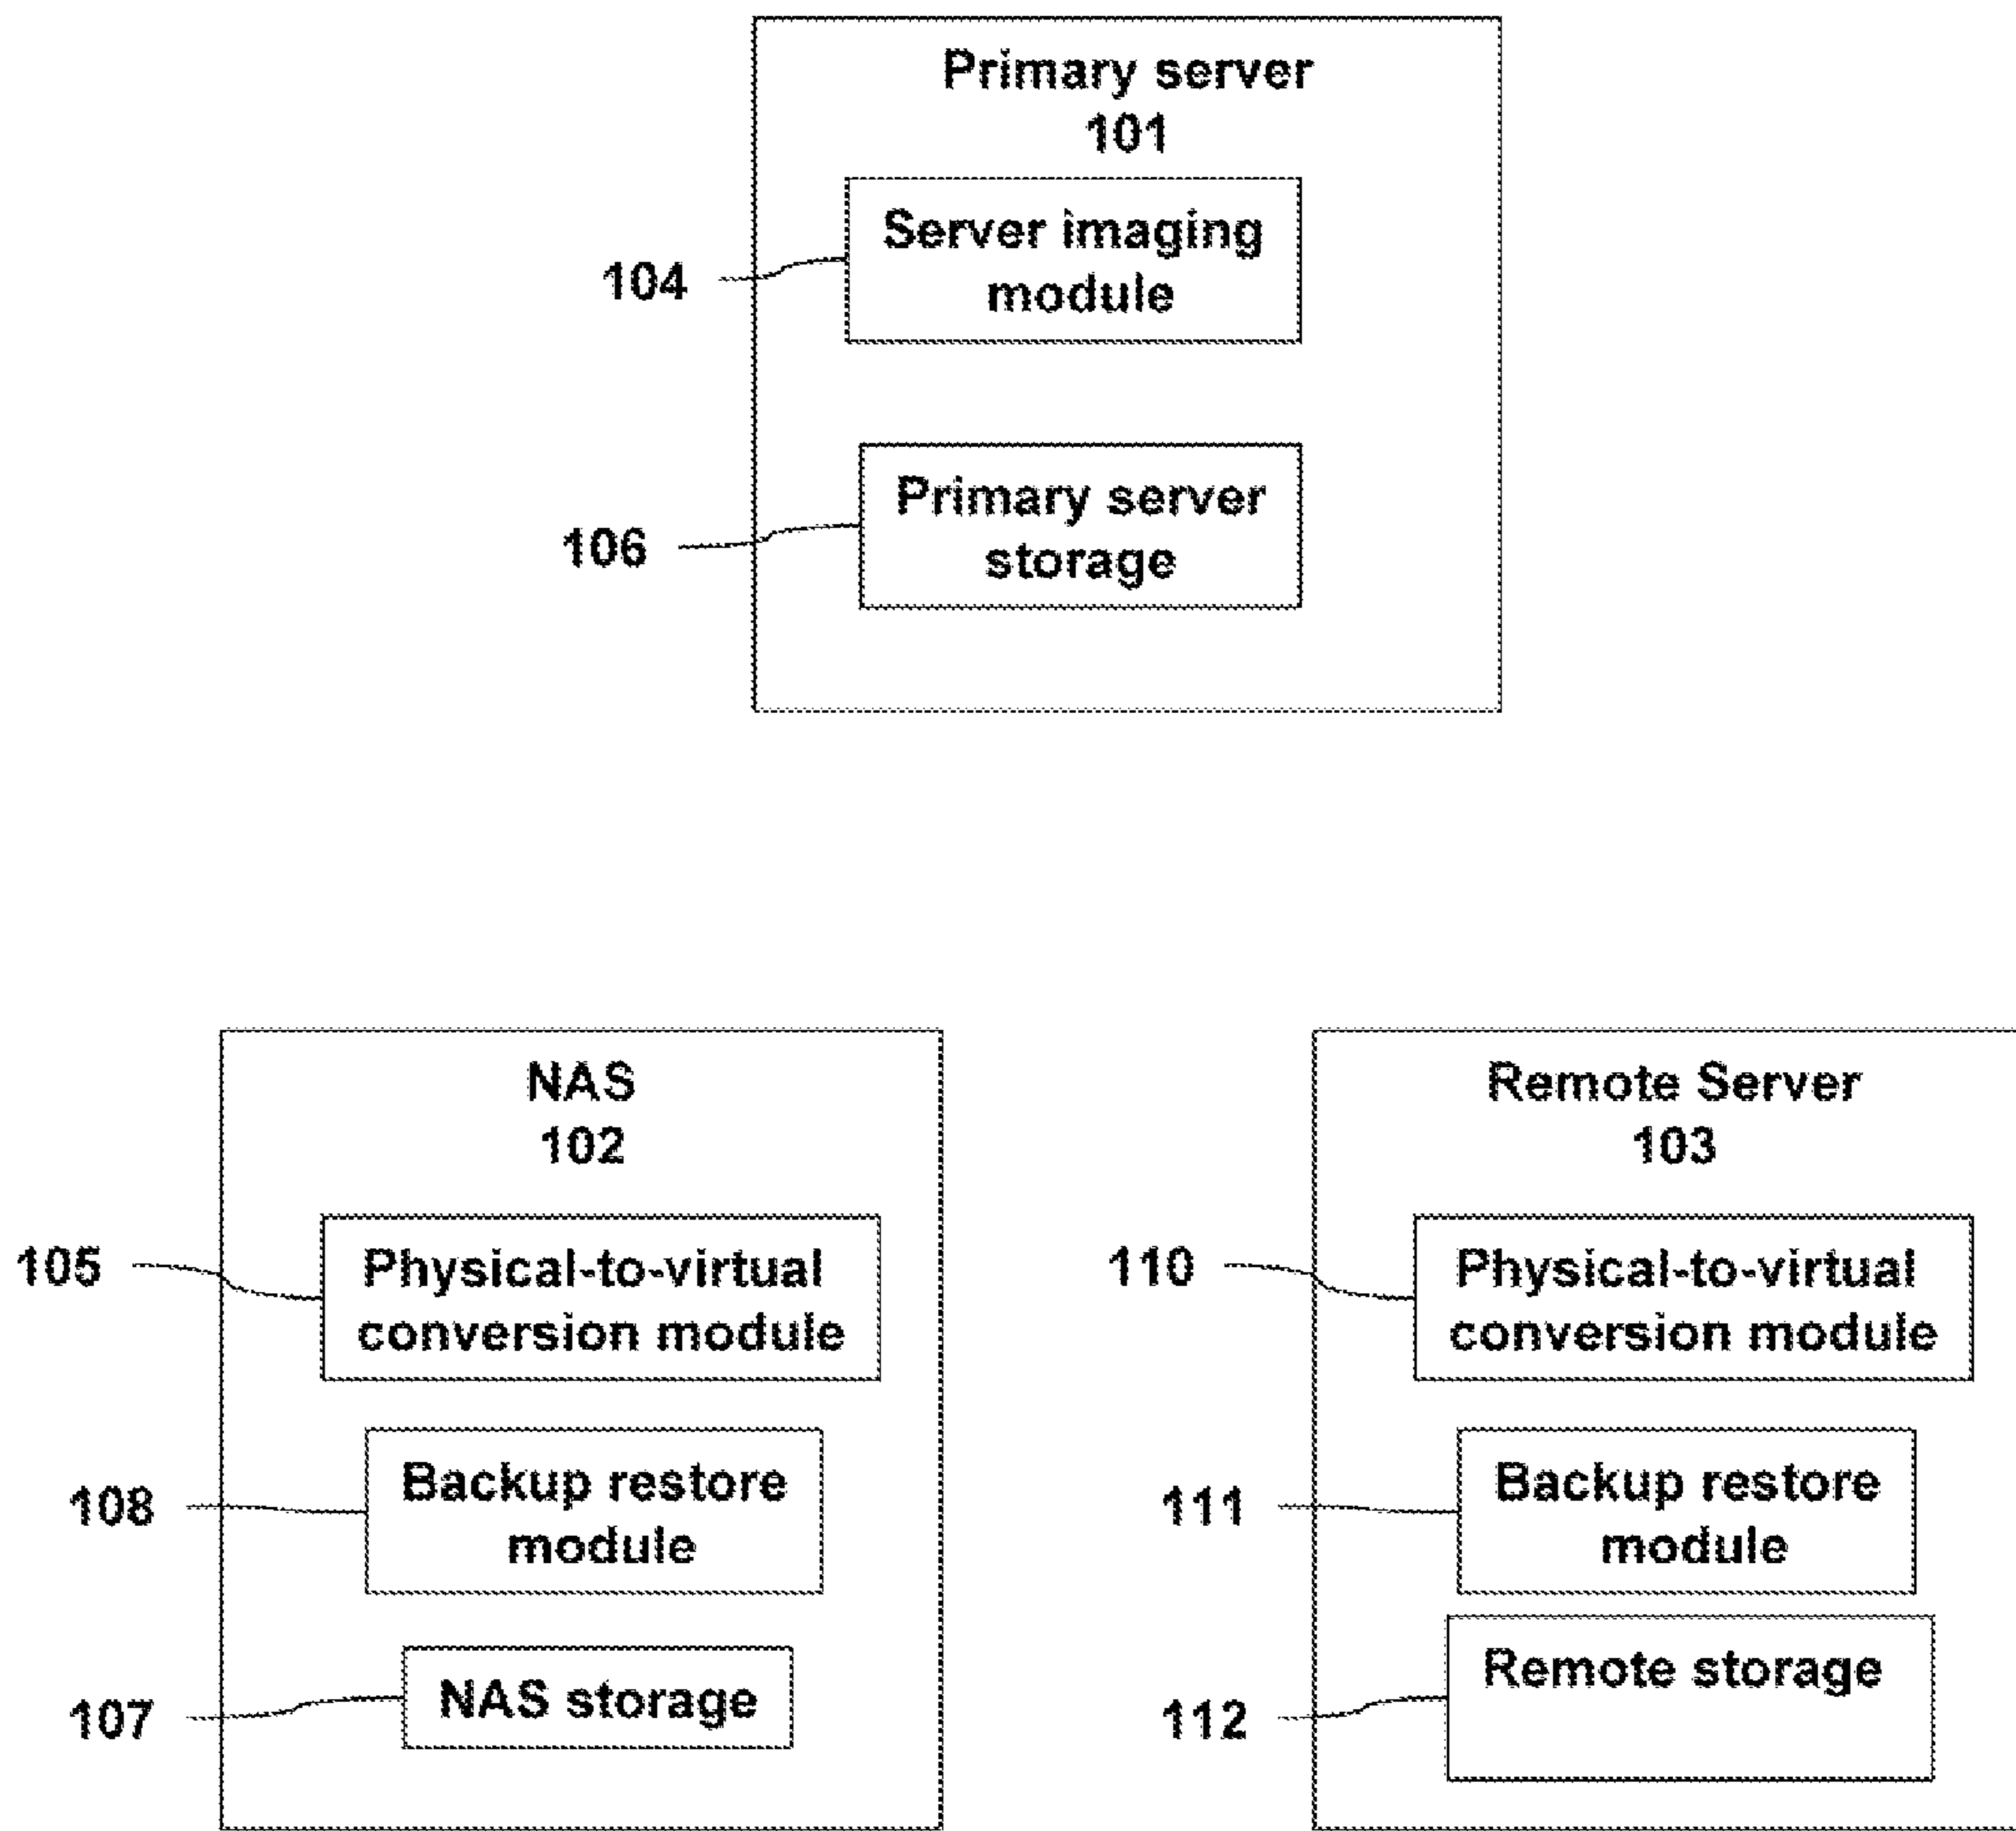 Primary server
101
Server imaging
module
104
Primary server
storage
106
NAS
102
Physical-to-virtual
conversion module
105
Backup restore
module
108
NAS storage
107
Remote Server
103
Physical-to-virtual
conversion module
110
Backup restore
module
111
Remote storage
112